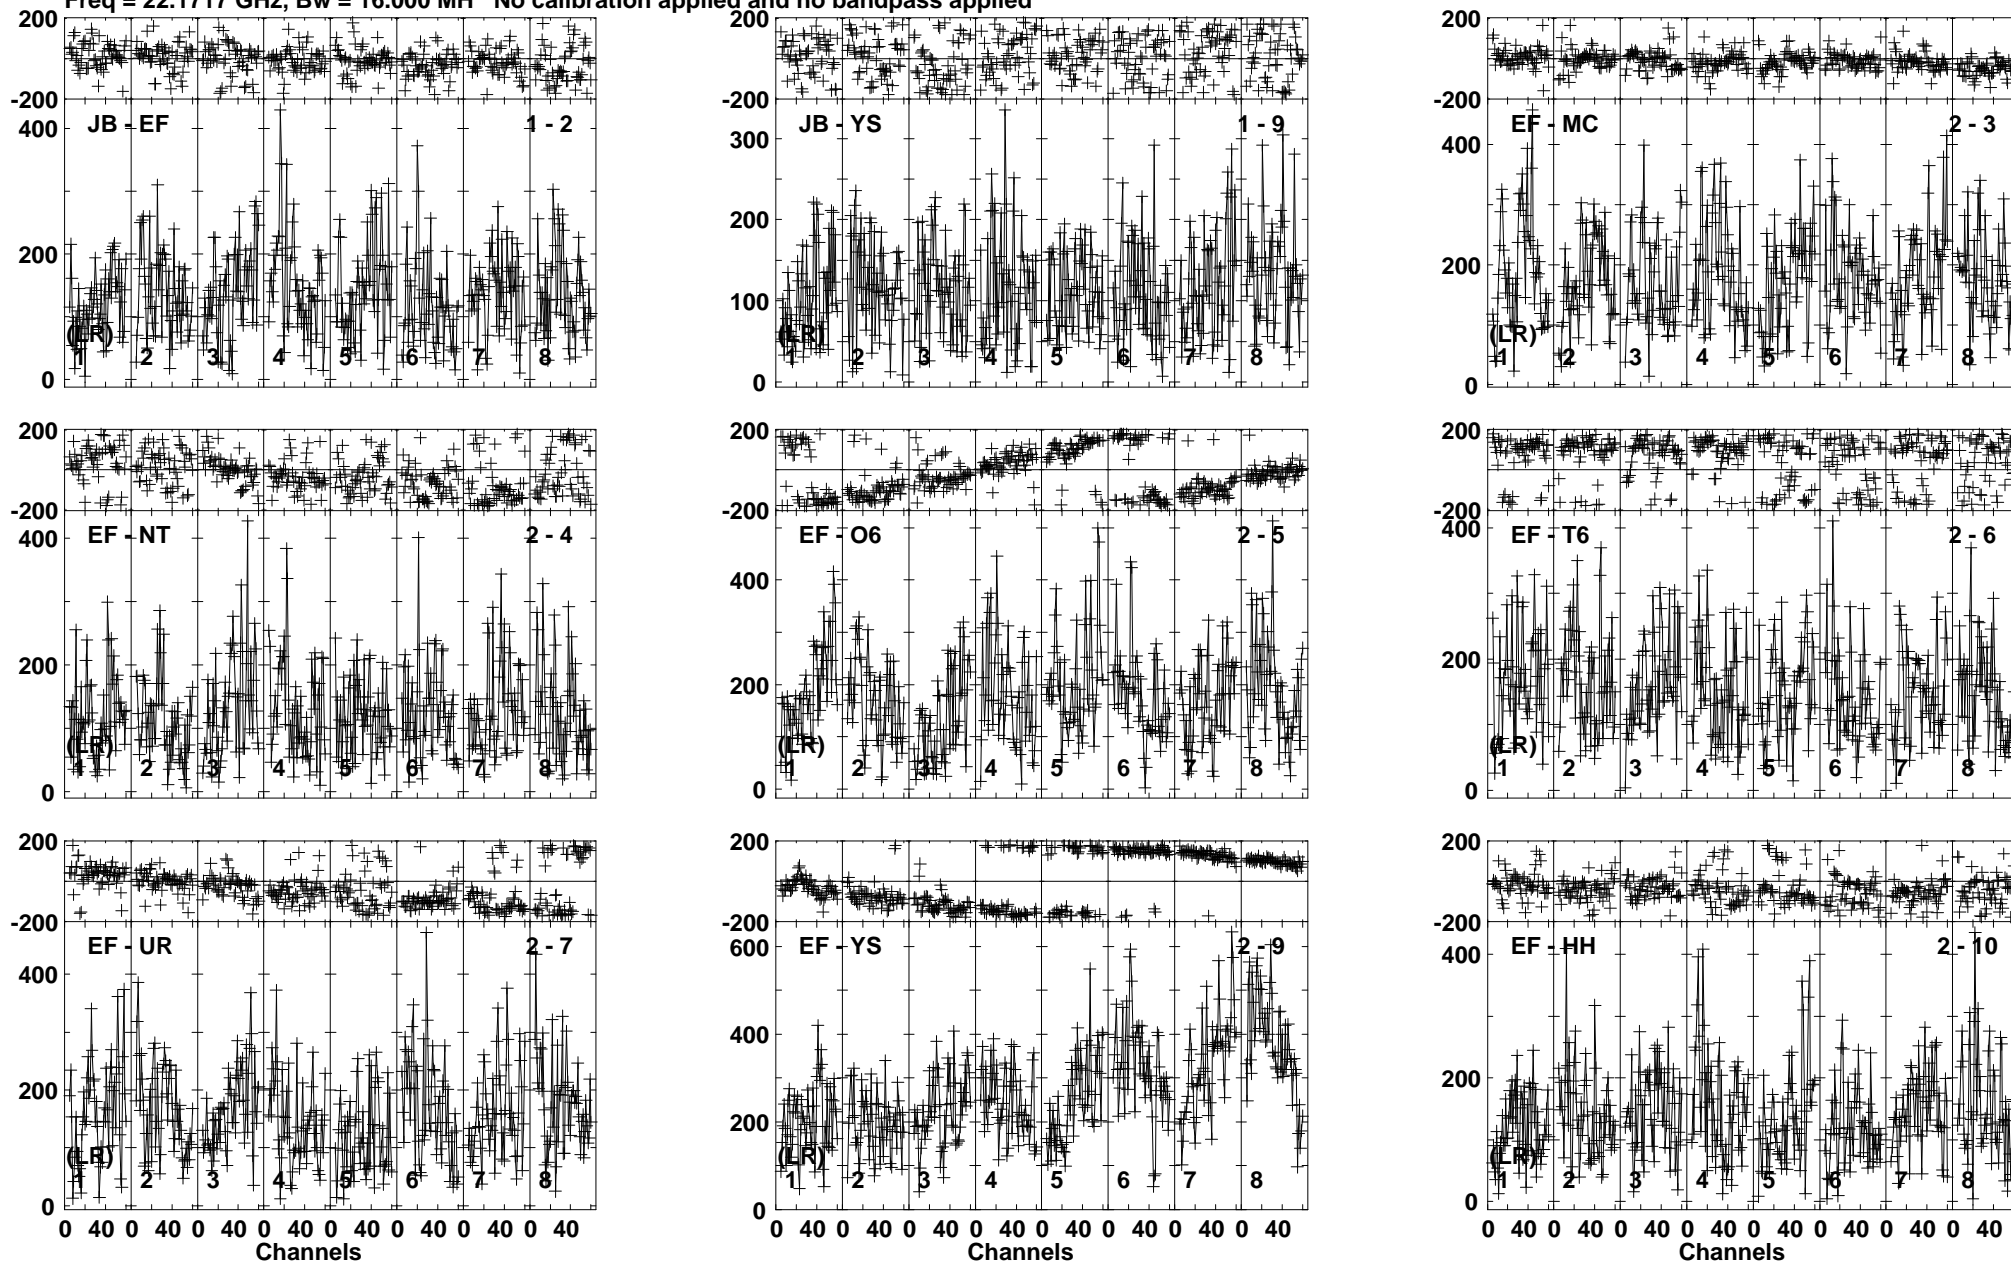 Freq = 22.1717 GHz, Bw = 16.000 MH No calibration applied and no bandpass applied
200
-200
JB - EF 1 - 2
400
200
0
(LR)
1 2 3 4 5 6 7 8
200
-200
JB - YS 1 - 9
300
200
100
0
(LR)
1 2 3 4 5 6 7 8
200
-200
EF - MC 2 - 3
400
200
0
(LR)
1 2 3 4 5 6 7 8
200
-200
EF - NT 2 - 4
400
200
0
(LR)
1 2 3 4 5 6 7 8
200
-200
EF - O6 2 - 5
400
200
0
(LR)
1 2 3 4 5 6 7 8
200
-200
EF - T6 2 - 6
400
200
0
(LR)
1 2 3 4 5 6 7 8
200
-200
EF - UR 2 - 7
400
200
0
(LR)
1 2 3 4 5 6 7 8
0 40 0 40 0 40 0 40 0 40 0 40 0 40 0 40
Channels
200
-200
EF - YS 2 - 9
600
400
200
0
(LR)
1 2 3 4 5 6 7 8
0 40 0 40 0 40 0 40 0 40 0 40 0 40 0 40
Channels
200
-200
EF - HH 2 - 10
400
200
0
(LR)
1 2 3 4 5 6 7 8
0 40 0 40 0 40 0 40 0 40 0 40 0 40 0 40
Channels